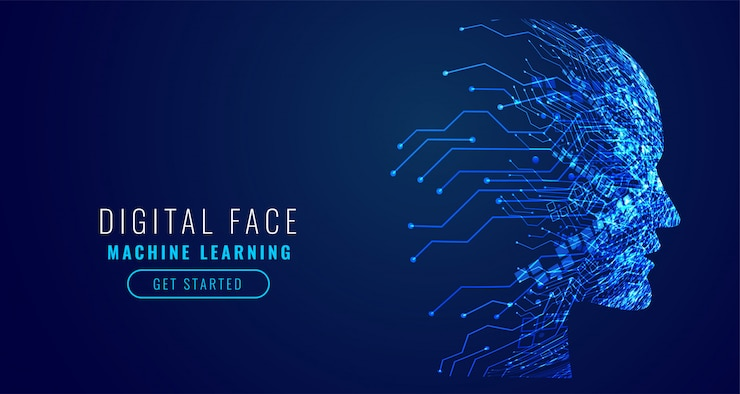 DIGITAL FACE
MACHINE LEARNING
GET STARTED